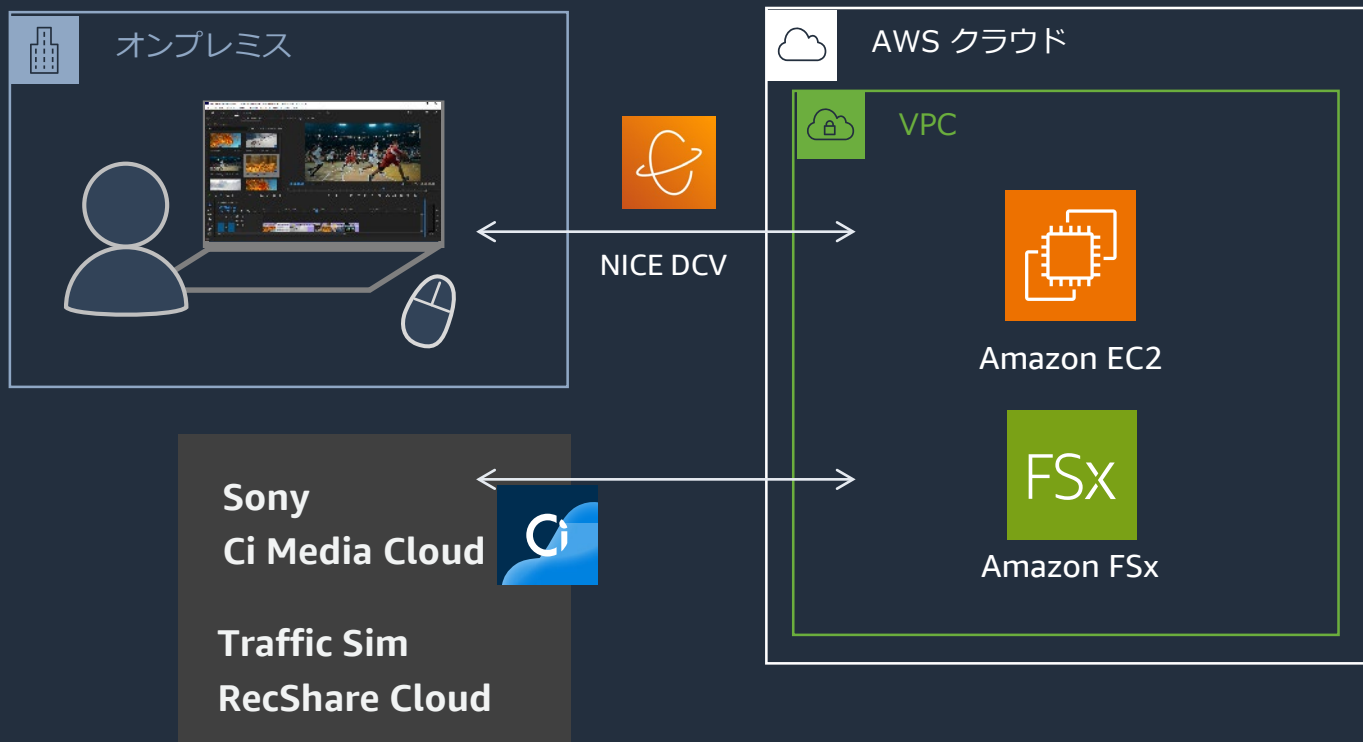 オンプレミス
AWS クラウド
VPC
NICE DCV
Amazon EC2
FSx
Amazon FSx
Sony
Ci Media Cloud
Ci
Traffic Sim
RecShare Cloud